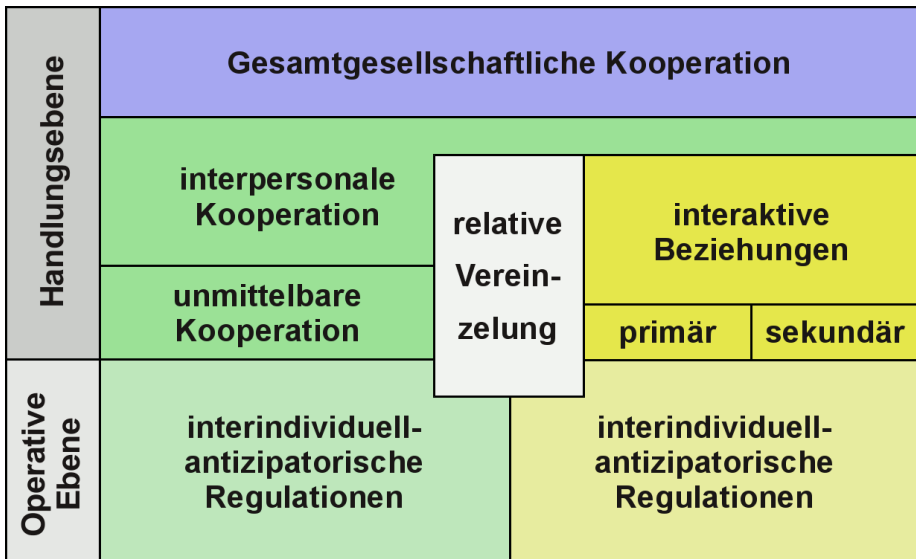 Handlungsebene
Gesamtgesellschaftliche Kooperation
interpersonale
Kooperation
unmittelbare
Kooperation
relative
Verein-
zelung
interaktive
Beziehungen
primär
sekundär
Operative
Ebene
interindividuell-
antizipatorische
Regulationen
interindividuell-
antizipatorische
Regulationen